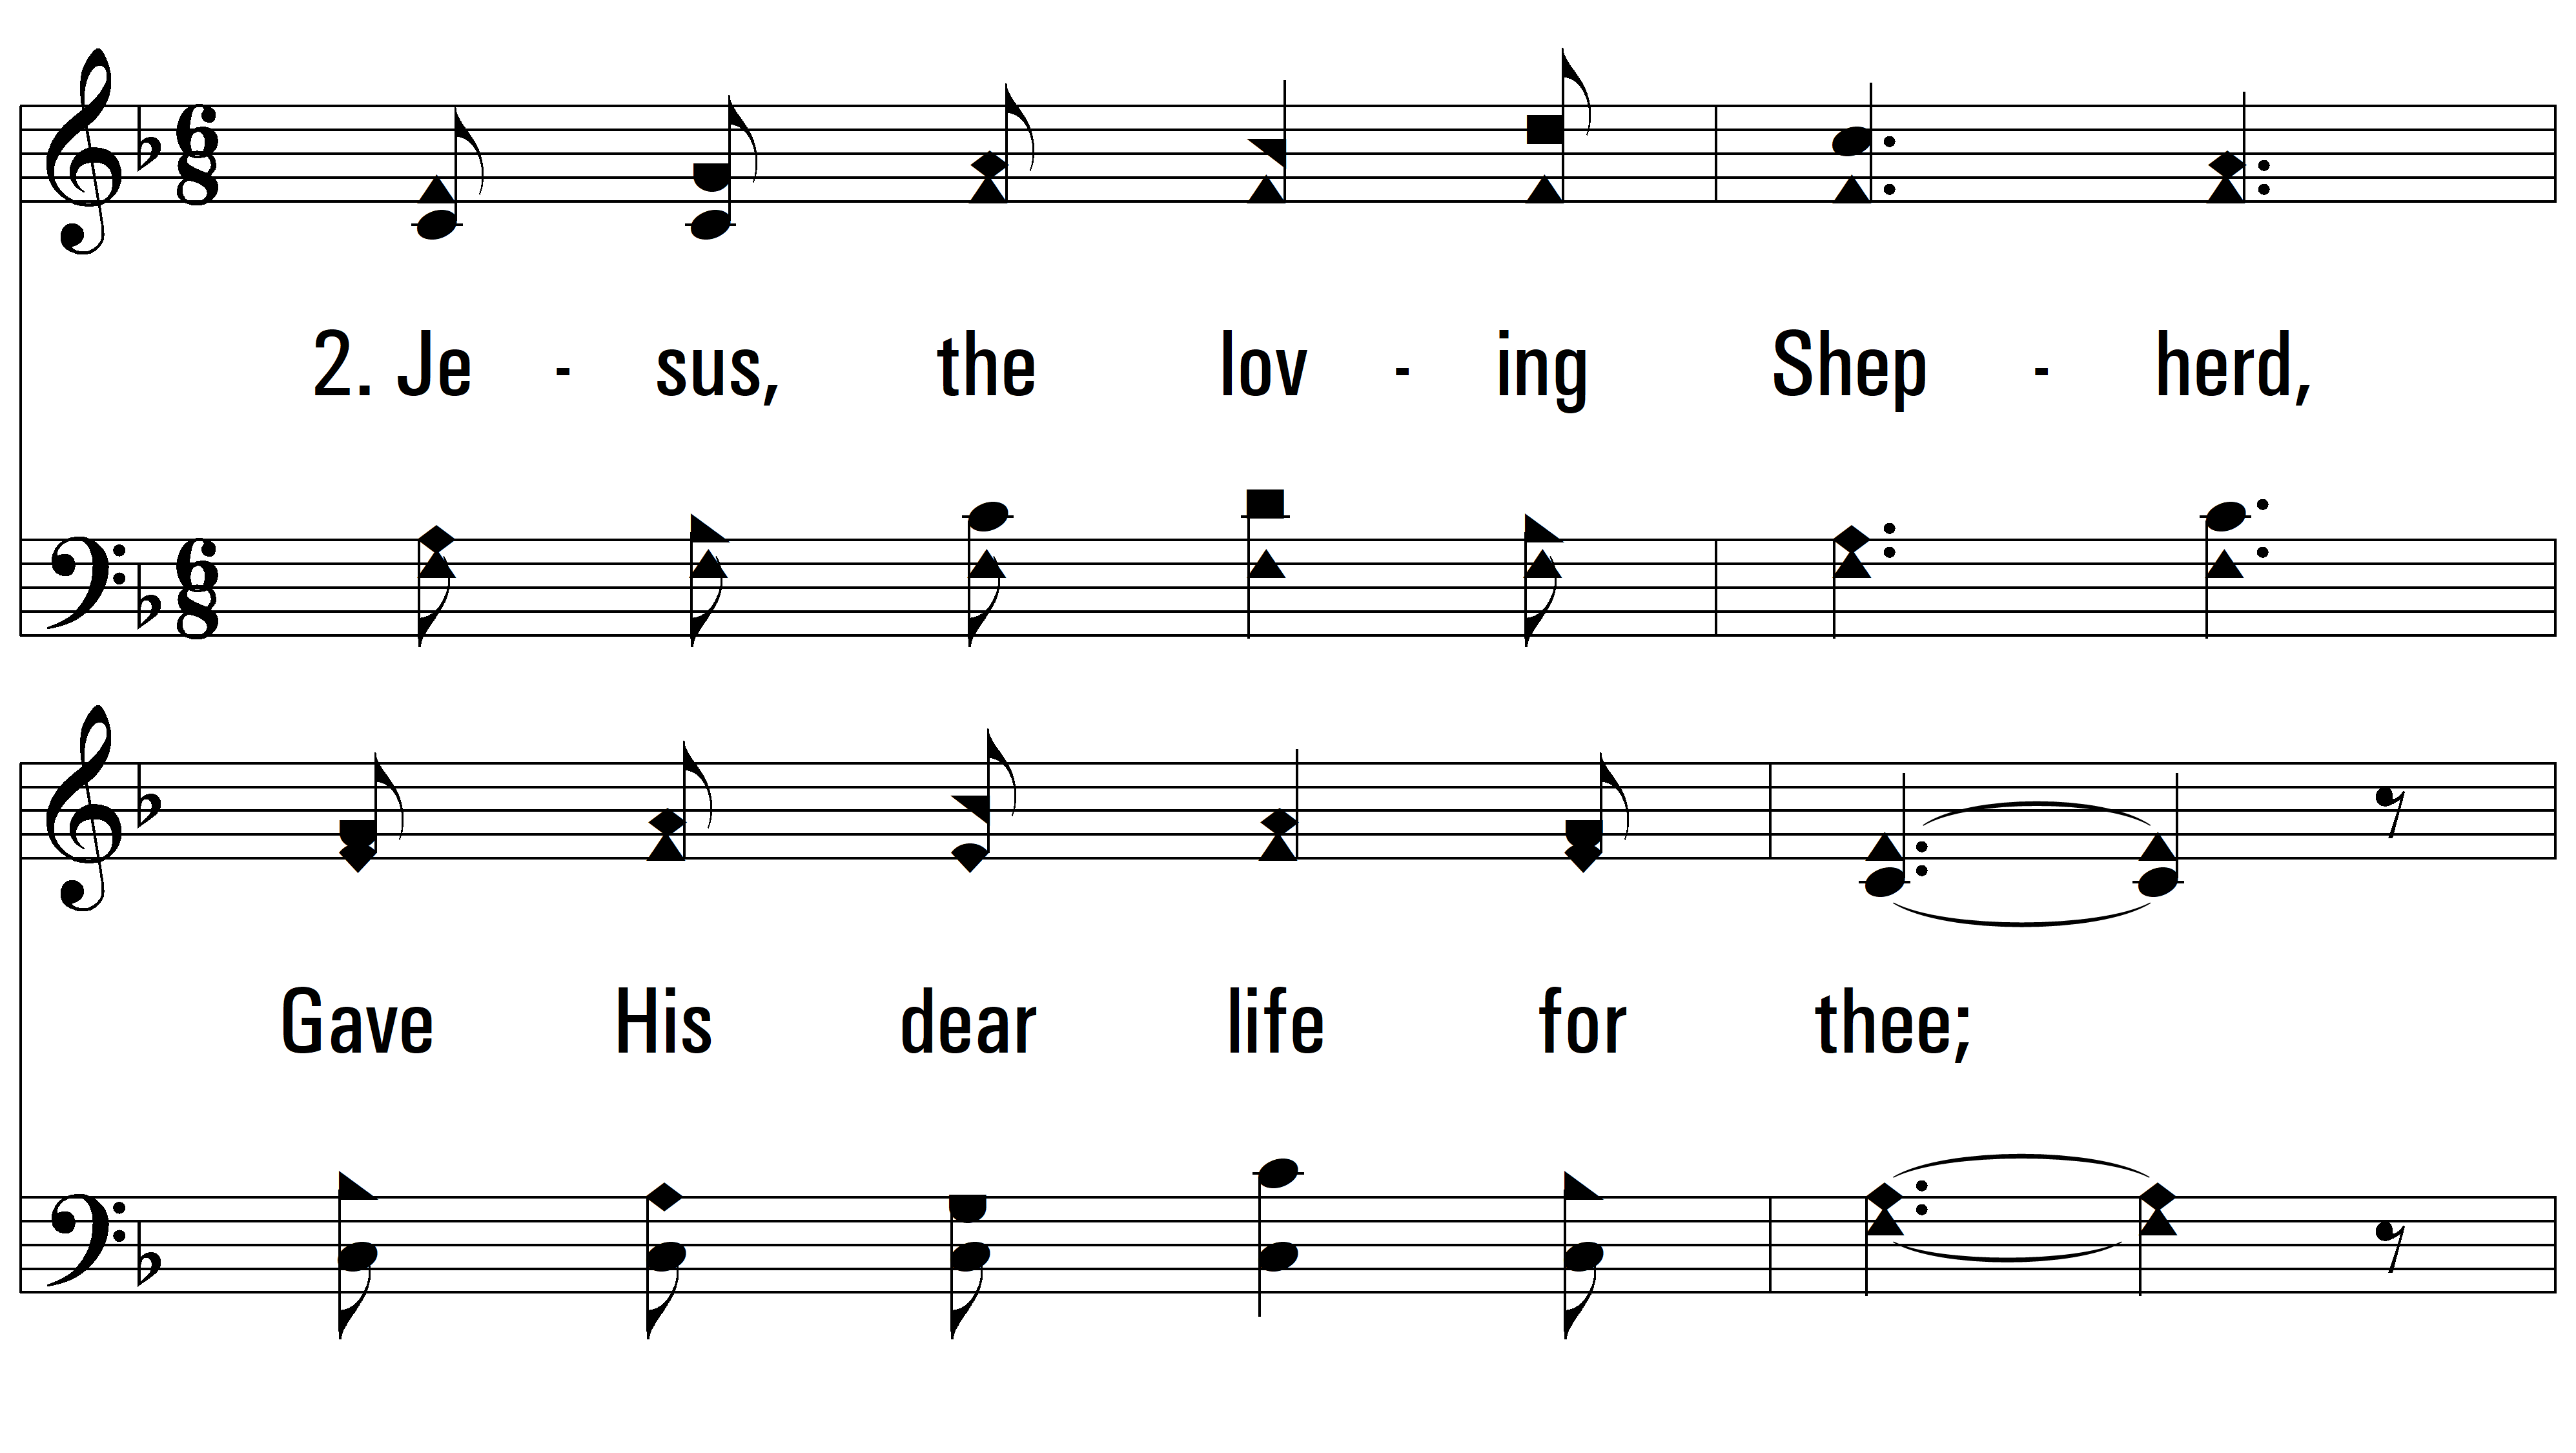 2. Je - sus, the lov - ing Shep - herd,
Gave His dear life for thee;